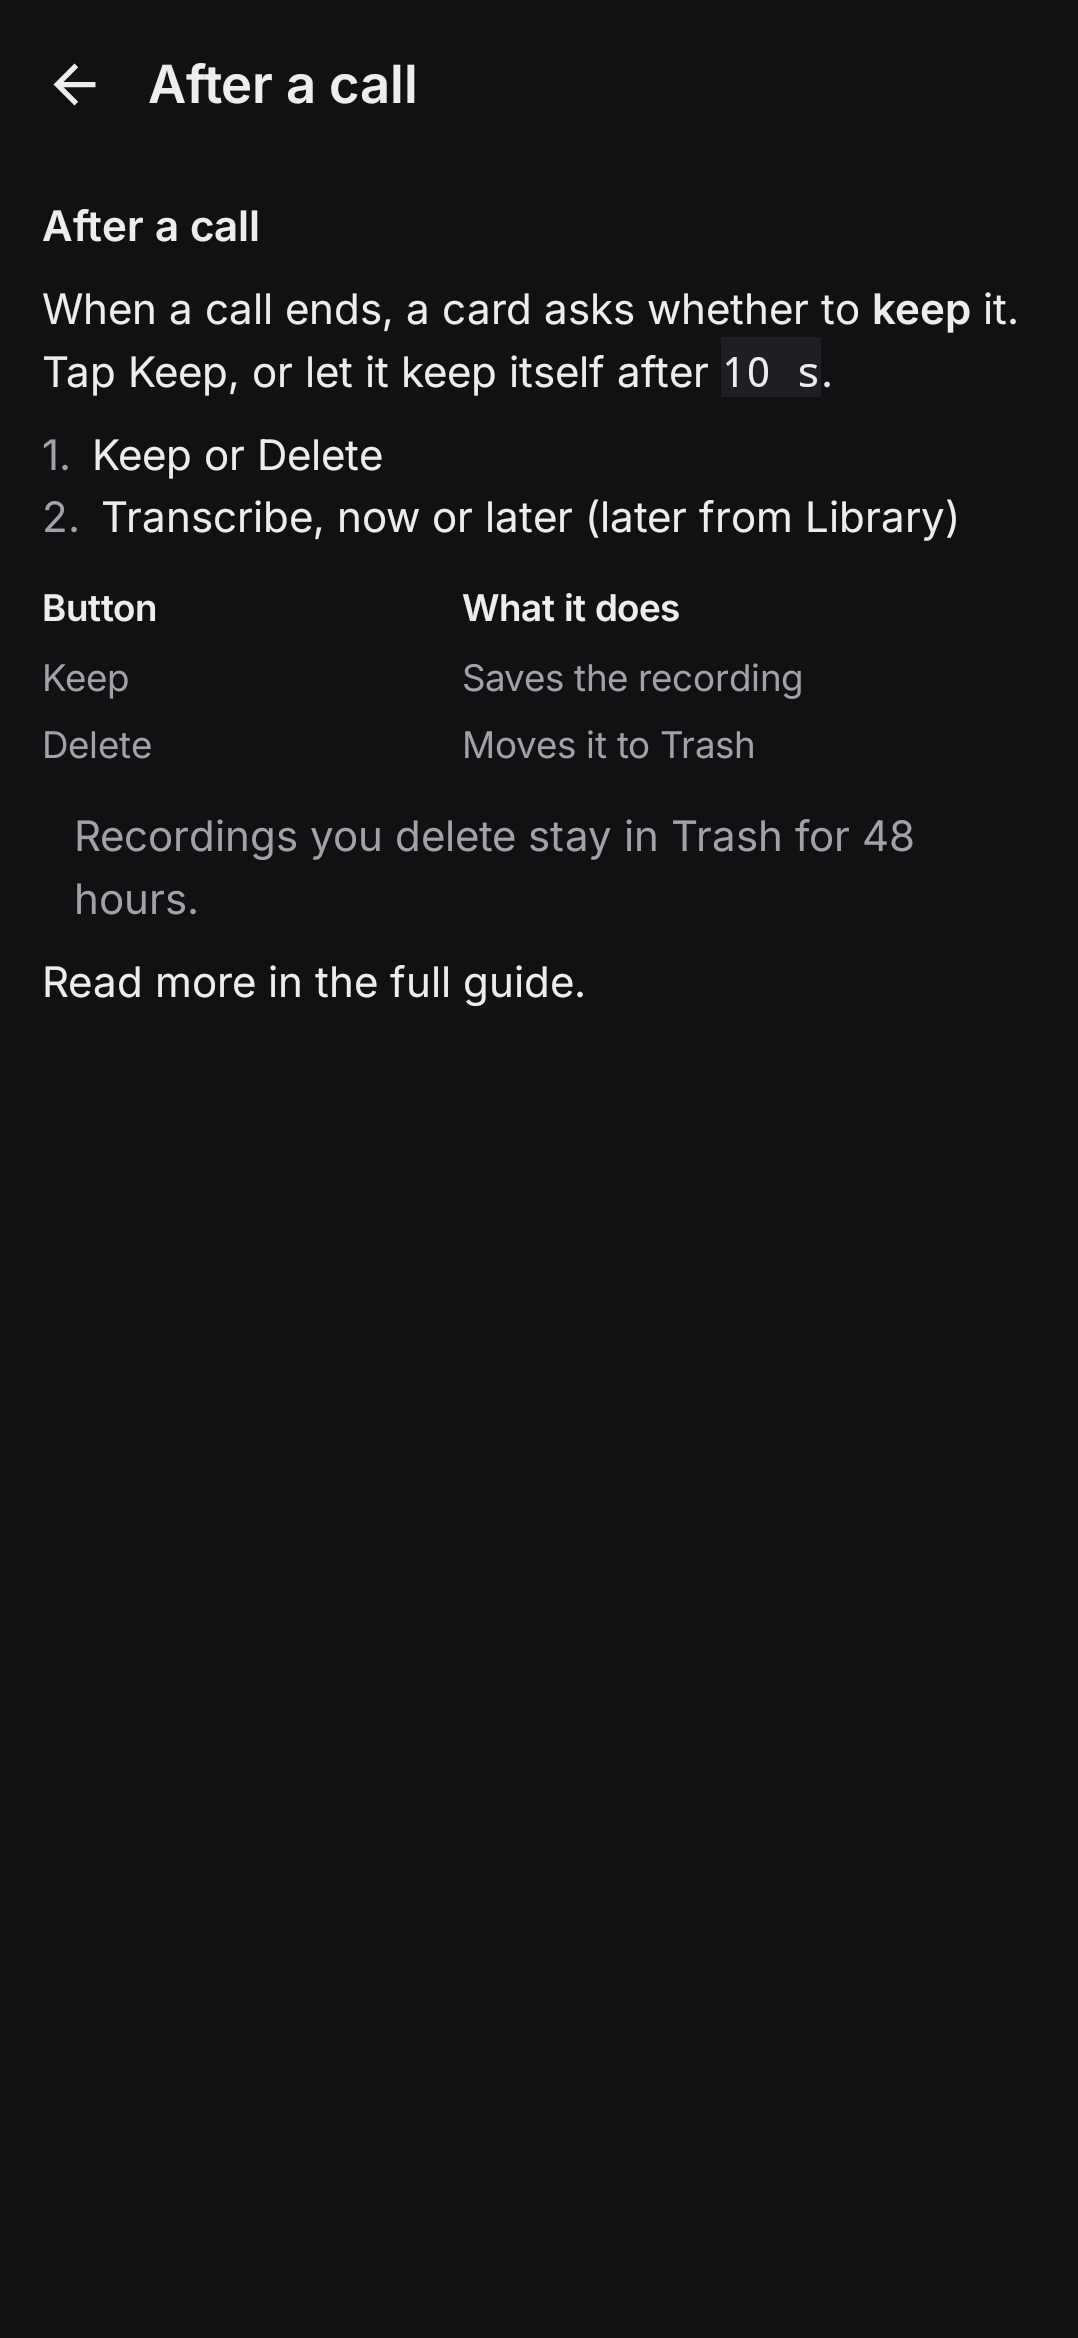 After a call
After a call
When a call ends, a card asks whether to keep it.
Tap Keep, or let it keep itself after 10 s.
1. Keep or Delete
2. Transcribe, now or later (later from Library)
Button What it does
Keep Saves the recording
Delete Moves it to Trash
Recordings you delete stay in Trash for 48
hours.
Read more in the full guide.